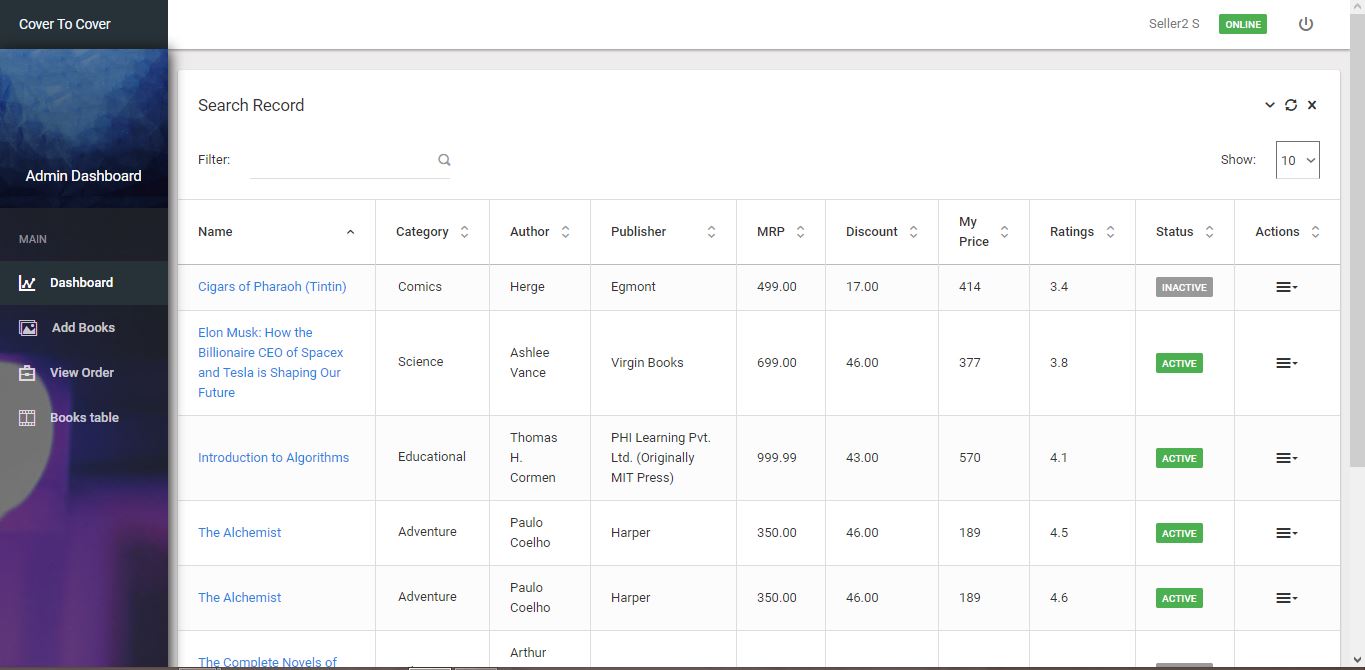 Cover To Cover
Seller2 S
ONLINE
Admin Dashboard
MAIN
Dashboard
Add Books
View Order
Books table
Search Record
Filter:
Show:
10
Name
Category
Author
Publisher
MRP
Discount
My
Price
Ratings
Status
Actions
Cigars of Pharaoh (Tintin)
Comics
Herge
Egmont
499.00
17.00
414
3.4
INACTIVE
Elon Musk: How the
Billionaire CEO of Spacex
and Tesla is Shaping Our
Future
Science
Ashlee
Vance
Virgin Books
699.00
46.00
377
3.8
ACTIVE
Introduction to Algorithms
Educational
Thomas
H.
Cormen
PHI Learning Pvt.
Ltd. (Originally
MIT Press)
999.99
43.00
570
4.1
ACTIVE
The Alchemist
Adventure
Paulo
Coelho
Harper
350.00
46.00
189
4.5
ACTIVE
The Alchemist
Adventure
Paulo
Coelho
Harper
350.00
46.00
189
4.6
ACTIVE
The Complete Novels of
Arthur